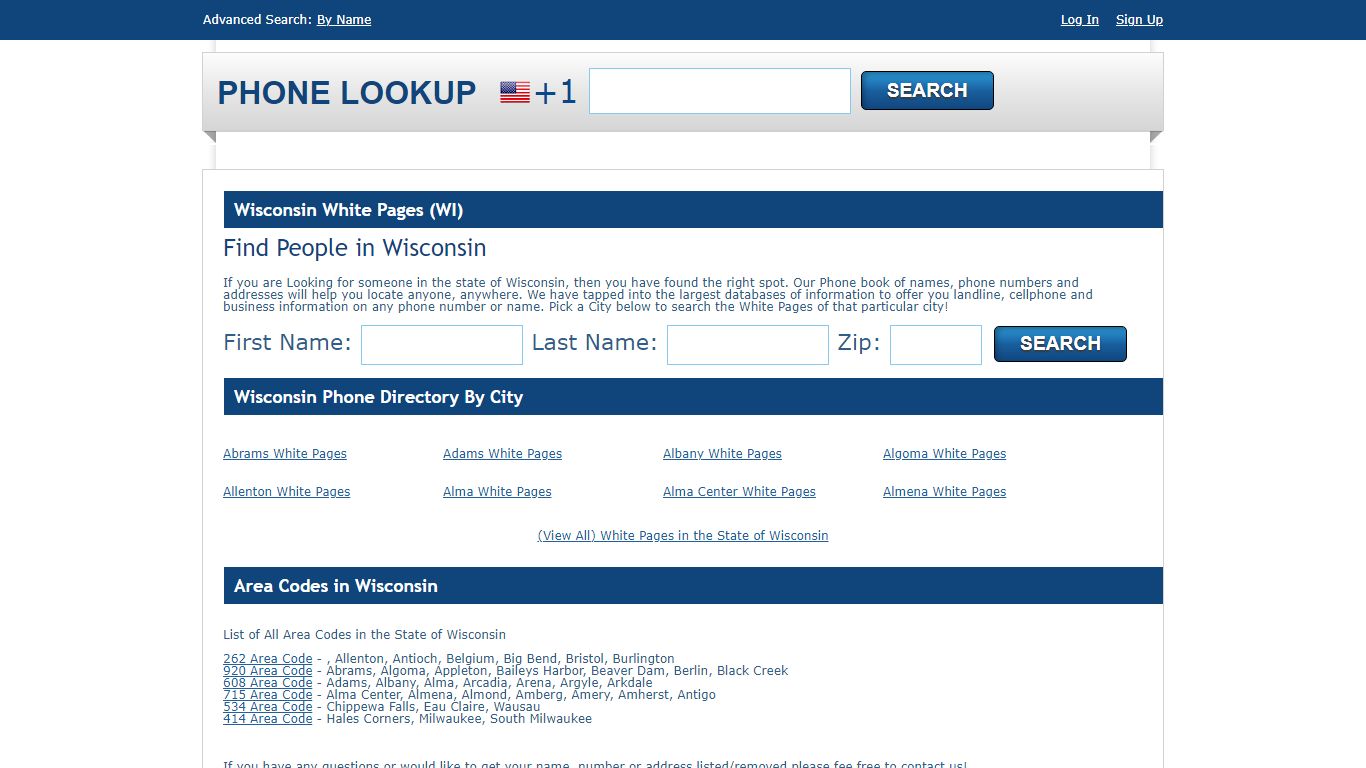 Advanced Search: By Name
Log In Sign Up
PHONE LOOKUP +1 SEARCH
Wisconsin White Pages (WI)
Find People in Wisconsin
If you are Looking for someone in the state of Wisconsin, then you have found the right spot. Our Phone book of names, phone numbers and
addresses will help you locate anyone, anywhere. We have tapped into the largest databases of information to offer you landline, cellphone and
business information on any phone number or name. Pick a City below to search the White Pages of that particular city!
First Name: Last Name: Zip: SEARCH
Wisconsin Phone Directory By City
Abrams White Pages Adams White Pages Albany White Pages Algoma White Pages
Allenton White Pages Alma White Pages Alma Center White Pages Almena White Pages
(View All) White Pages in the State of Wisconsin
Area Codes in Wisconsin
List of All Area Codes in the State of Wisconsin
262 Area Code - , Allenton, Antioch, Belgium, Big Bend, Bristol, Burlington
920 Area Code - Abrams, Algoma, Appleton, Baileys Harbor, Beaver Dam, Berlin, Black Creek
608 Area Code - Adams, Albany, Alma, Arcadia, Arena, Argyle, Arkdale
715 Area Code - Alma Center, Almena, Almond, Amberg, Amery, Amherst, Antigo
534 Area Code - Chippewa Falls, Eau Claire, Wausau
414 Area Code - Hales Corners, Milwaukee, South Milwaukee
If you have any questions or would like to get your name, number or address listed/removed please fee free to contact us!